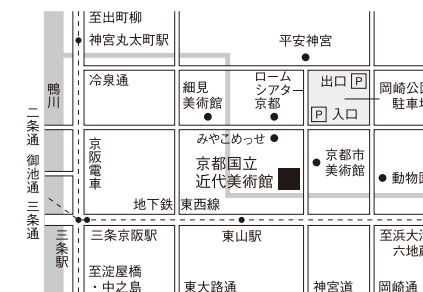 至出町柳
神宮丸太町駅
平安神宮
鴨川
冷泉通
細見
美術館
ローム
シアター
京都
出口 P
P 入口
岡崎公
駐車
二条通
御池通
三条通
京阪電車
みやこめっせ
京都国立
近代美術館
京都市
美術館
動物
地下鉄 東西線
三条駅
三条京阪駅
東山駅
至浜大
六地
至淀屋橋
・中之島
東大路通
神宮道
岡崎通